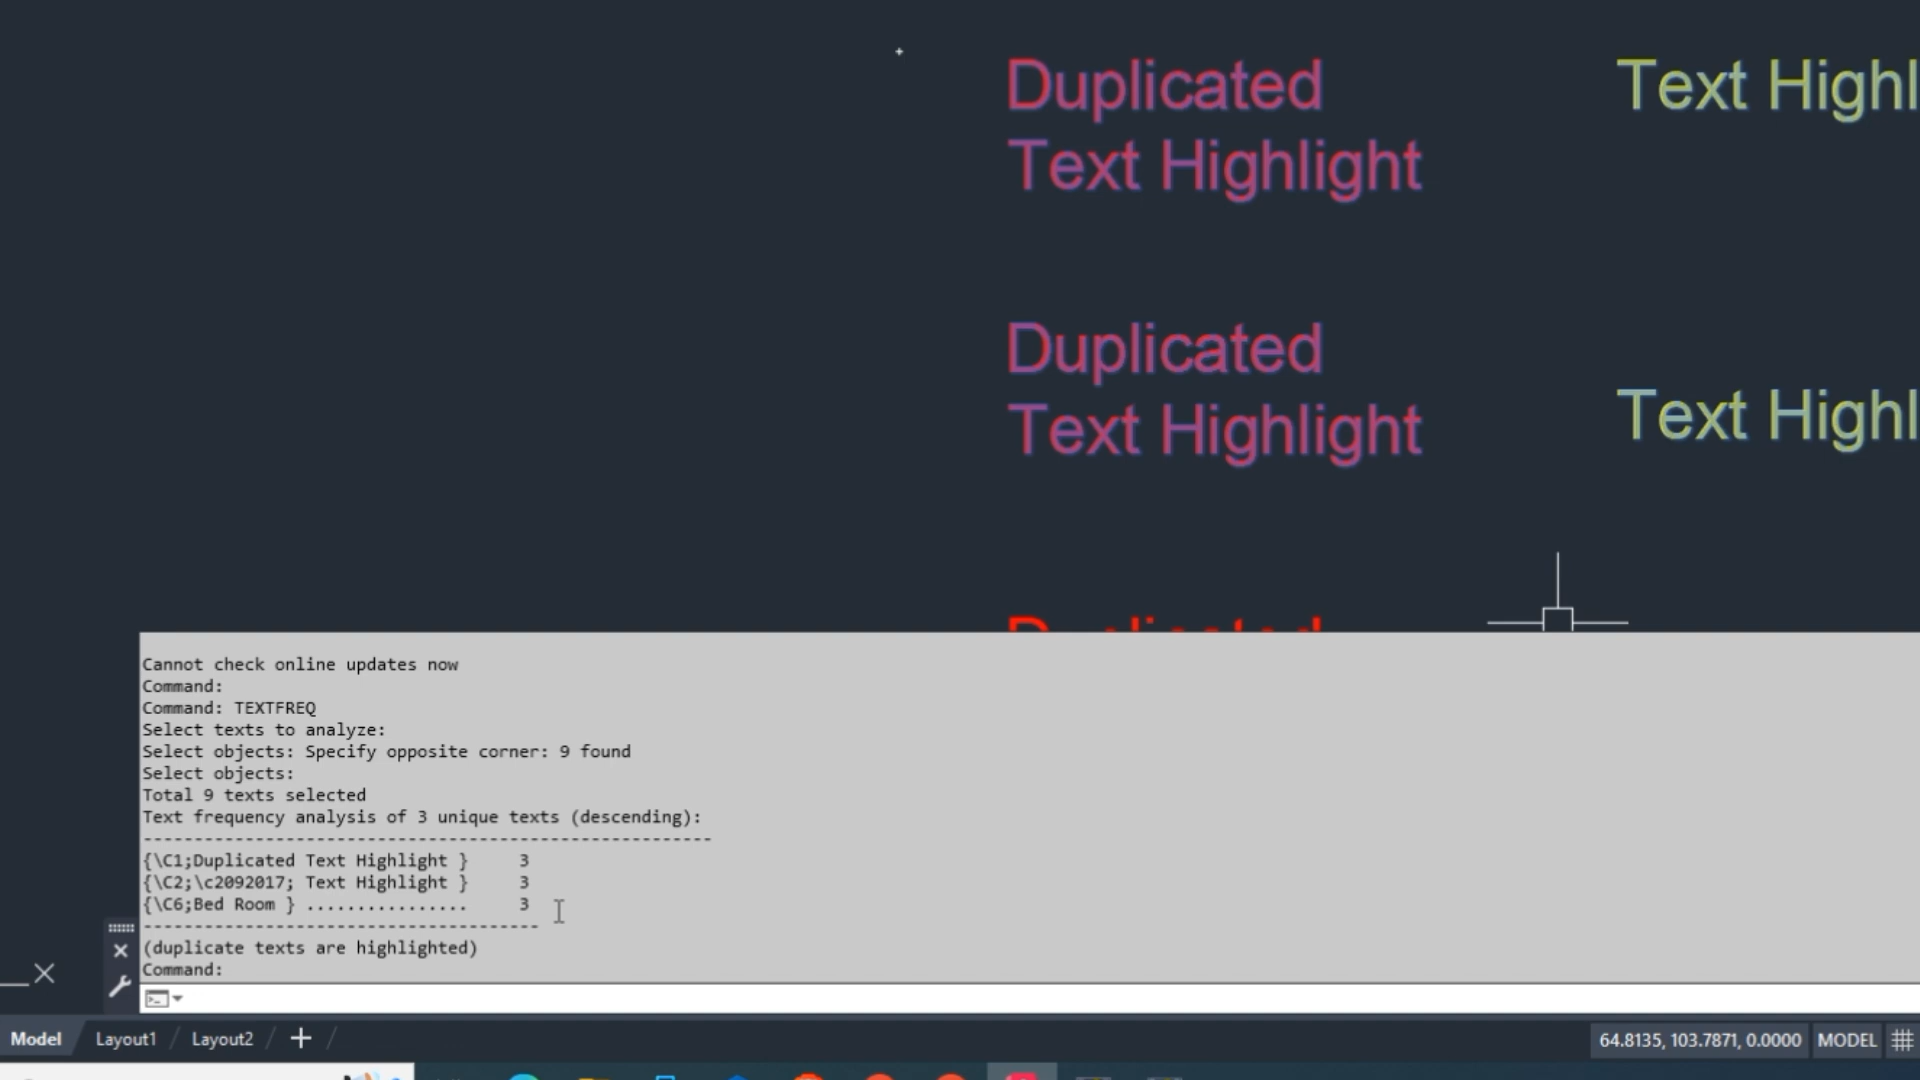 Duplicated
Text Highlight
Text Highl
Duplicated
Text Highlight
Text Highl
Duplicated
Cannot check online updates now
Command:
Command: TEXTFREQ
Select texts to analyze:
Select objects: Specify opposite corner: 9 found
Select objects:
Total 9 texts selected
Text frequency analysis of 3 unique texts (descending):
--------------------------------------------------------
{\C1;Duplicated Text Highlight }     3
{\C2;\c2092017; Text Highlight }     3
{\C6;Bed Room } ................     3
---------------------------------------
(duplicate texts are highlighted)
Command:
Model
Layout1
Layout2
64.8135, 103.7871, 0.0000
MODEL